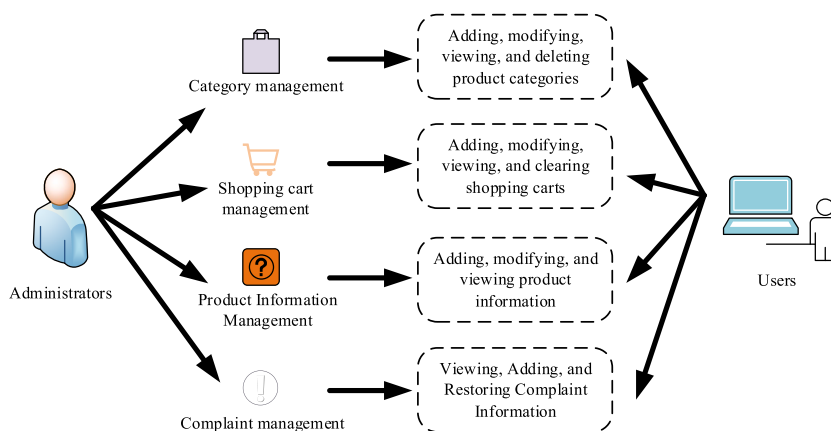 Category management
Adding, modifying,
viewing, and deleting
product categories
Shopping cart
management
Adding, modifying,
viewing, and clearing
shopping carts
Administrators
Product Information
Management
Adding, modifying, and
viewing product
information
Users
Complaint management
Viewing, Adding, and
Restoring Complaint
Information